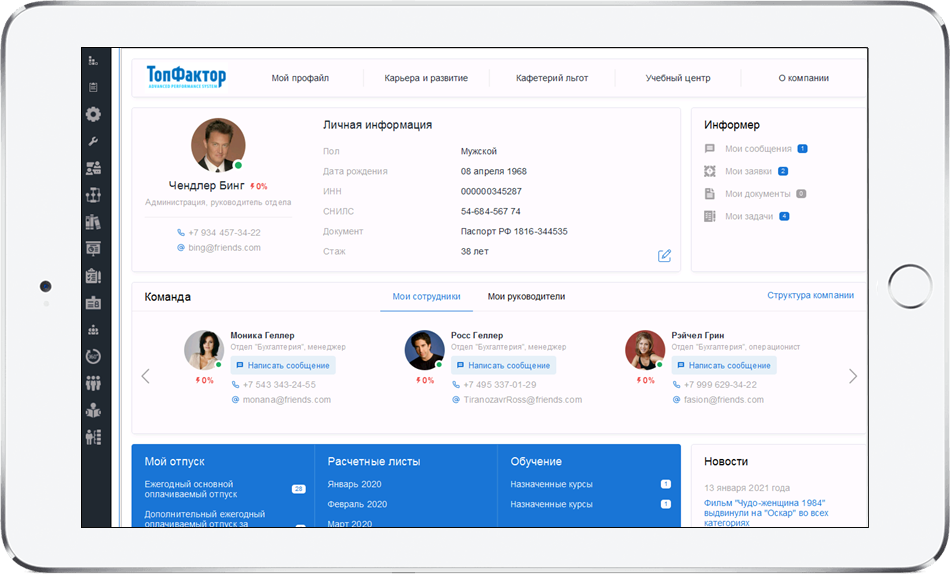 ТопФактор
ADVANCED PERFORMANCE SYSTEM
Мой профайл
Карьера и развитие
Кафетерий льгот
Учебный центр
О компании
Чендлер Бинг 0%
Администрация, руководитель отдела
+7 934 457-34-22
bing@friends.com
Личная информация
Пол Мужской
Дата рождения 08 апреля 1968
ИНН 000000345287
СНИЛС 54-684-567 74
Документ Паспорт РФ 1816-344535
Стаж 38 лет
Информер
Мои сообщения 1
Мои заявки 2
Мои документы 0
Мои задачи 4
Команда
Мои сотрудники
Мои руководители
Структура компании
Моника Геллер
Отдел "Бухгалтерия", менеджер
Написать сообщение
0%
+7 543 343-24-55
monana@friends.com
Росс Геллер
Отдел "Бухгалтерия", менеджер
Написать сообщение
0%
+7 495 337-01-29
TiranozavrRoss@friends.com
Рэйчел Грин
Отдел "Бухгалтерия", операционист
Написать сообщение
0%
+7 999 629-34-22
fasion@friends.com
Мой отпуск
Ежегодный основной
оплачиваемый отпуск 28
Дополнительный ежегодный
оплачиваемый отпуск за
Расчетные листы
Январь 2020
Февраль 2020
Март 2020
Обучение
Назначенные курсы 1
Назначенные курсы 1
Новости
13 января 2021 года
Фильм "Чудо-женщина 1984"
выдвинули на "Оскар" во всех
категориях
360°